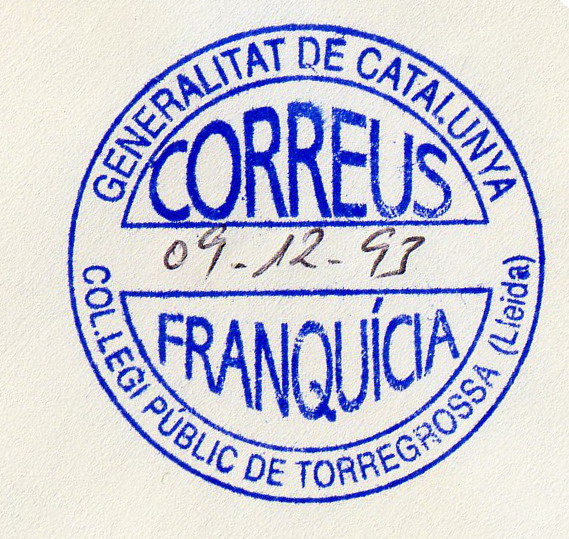 GENERALITAT DE CATALUNYA
CORREUS
09-12-93
FRANQUÍCIA
COL.LEGI PÚBLIC DE TORREGROSSA (Lleida)